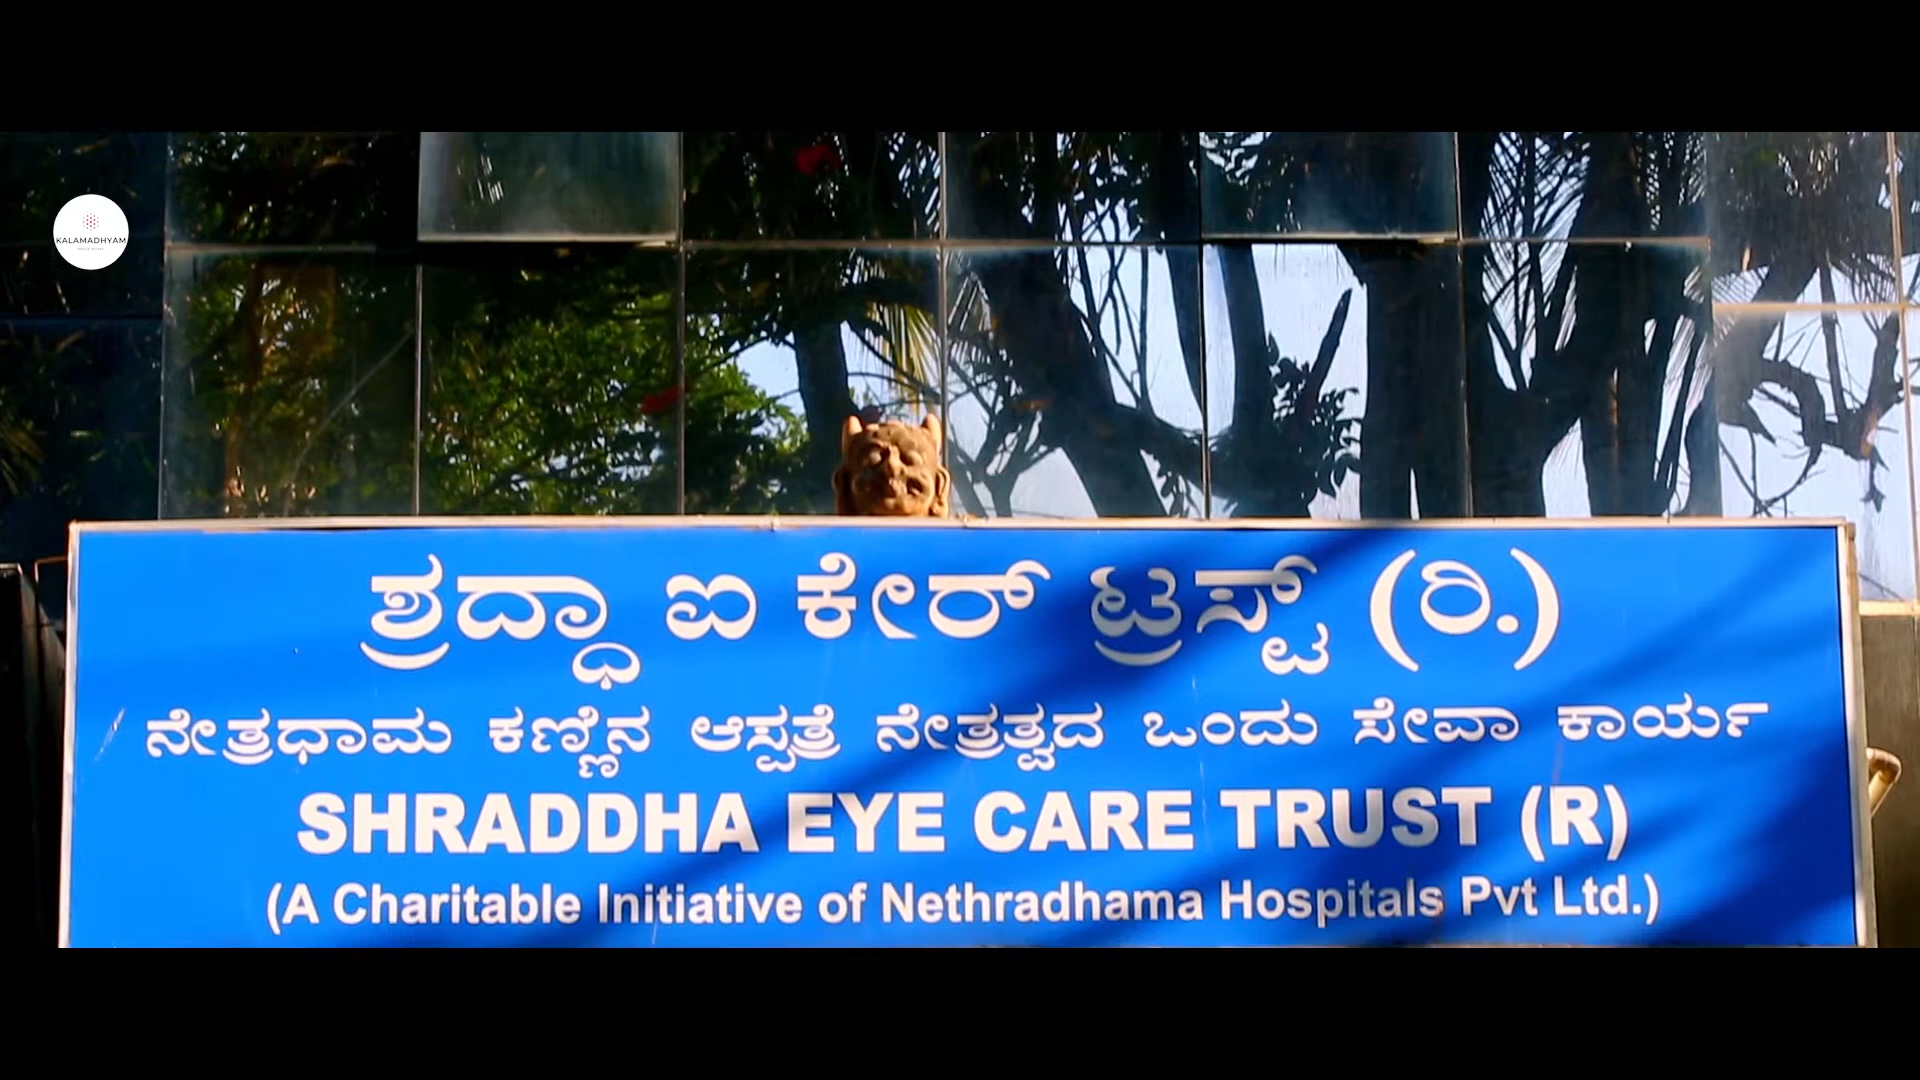 KALAMADHYAM
ಶ್ರದ್ಧಾ ಐ ಕೇರ್ ಟ್ರಸ್ಟ್ (ರಿ.)
ನೇತ್ರಧಾಮ ಕಣ್ಣಿನ ಆಸ್ಪತ್ರೆ ನೇತ್ರತ್ವದ ಒಂದು ಸೇವಾ ಕಾರ್ಯ
SHRADDHA EYE CARE TRUST (R)
(A Charitable Initiative of Nethradhama Hospitals Pvt Ltd.)